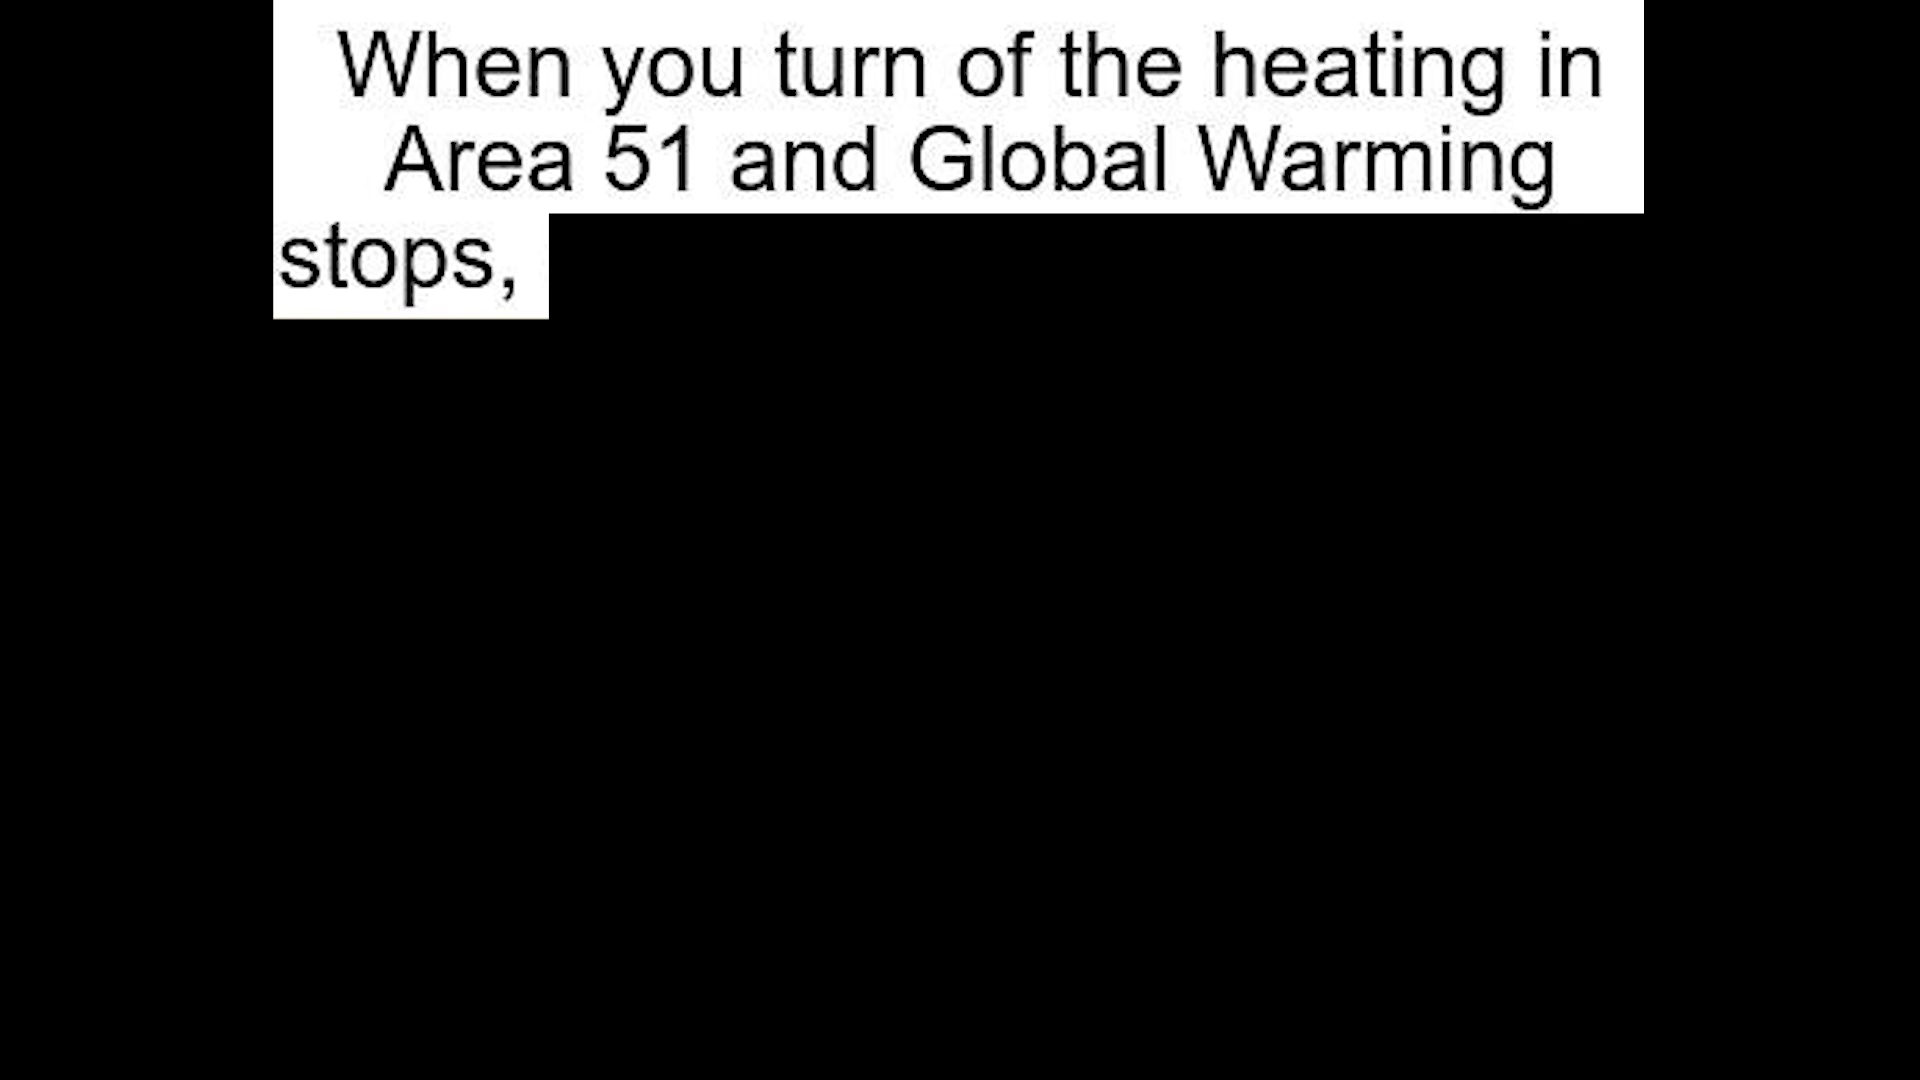 When you turn of the heating in
Area 51 and Global Warming
stops,